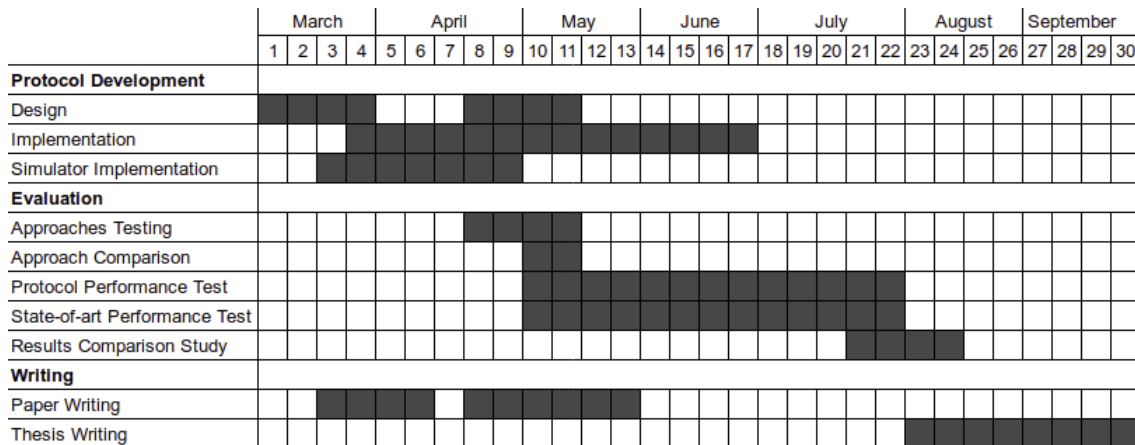 March April May June July August September
1 2 3 4 5 6 7 8 9 10 11 12 13 14 15 16 17 18 19 20 21 22 23 24 25 26 27 28 29 30
Protocol Development
Design
Implementation
Simulator Implementation
Evaluation
Approaches Testing
Approach Comparison
Protocol Performance Test
State-of-art Performance Test
Results Comparison Study
Writing
Paper Writing
Thesis Writing